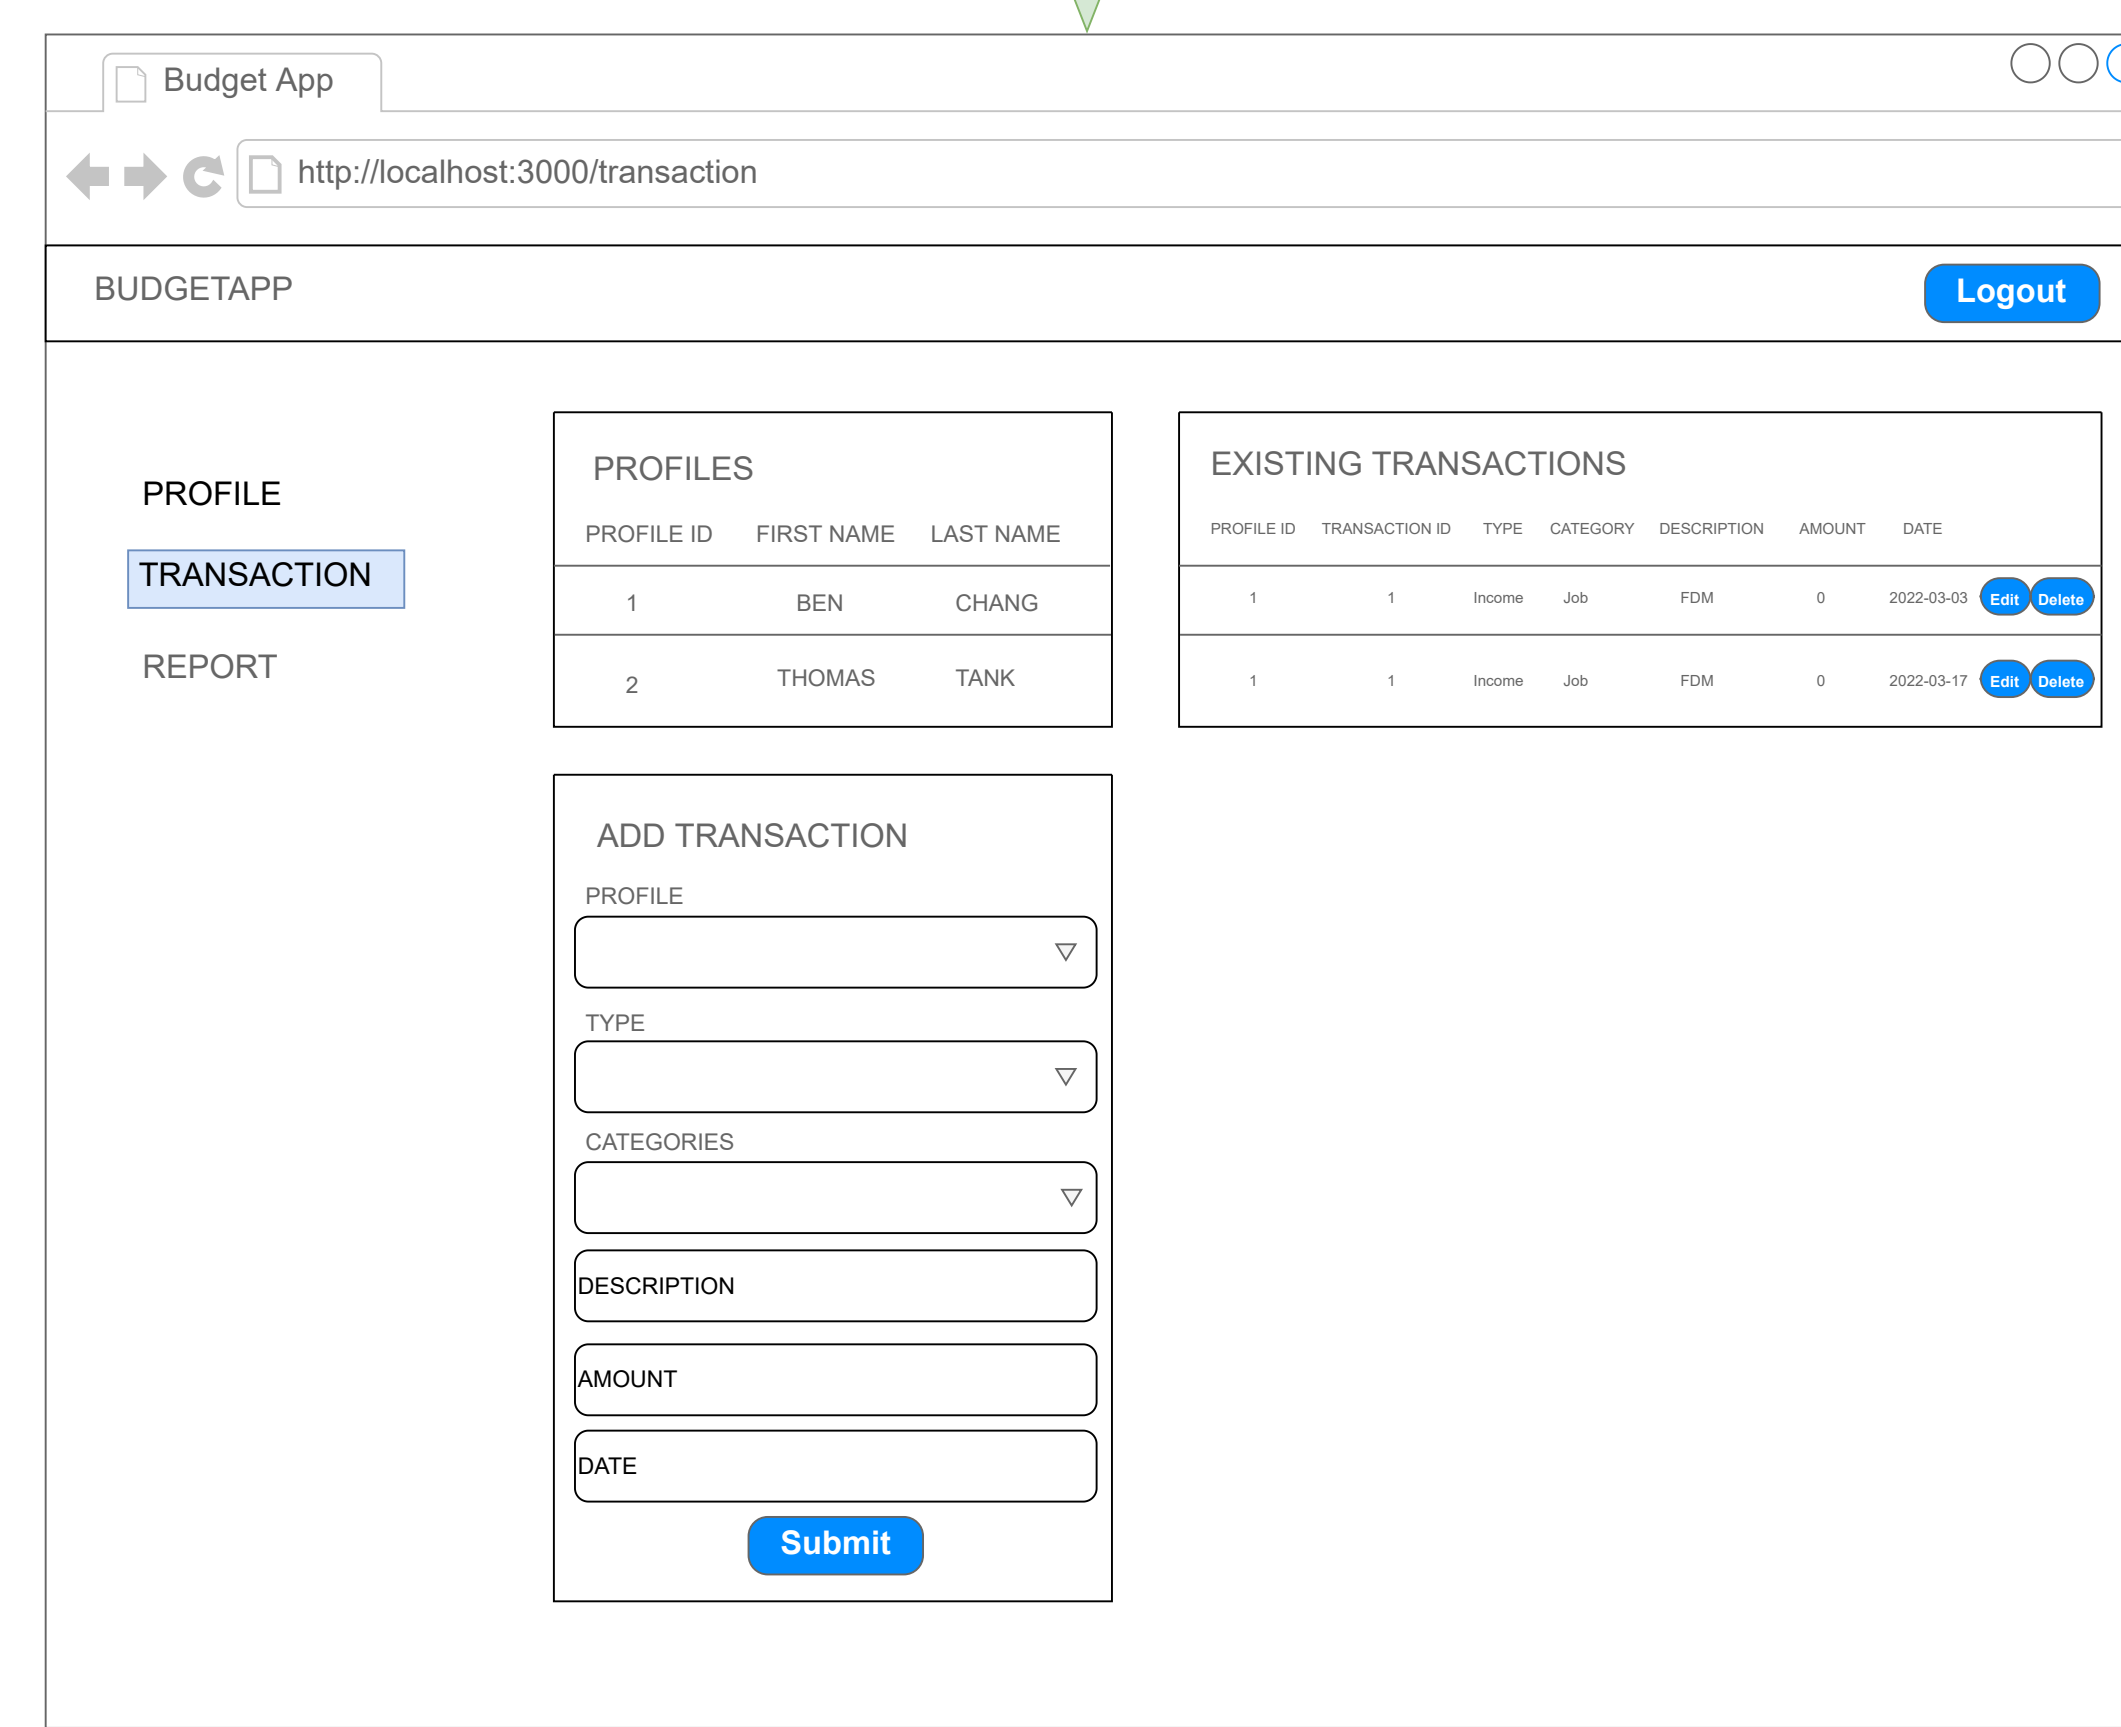 Budget App
http://localhost:3000/transaction
BUDGETAPP
Logout
PROFILE
TRANSACTION
REPORT
PROFILES
PROFILE ID FIRST NAME LAST NAME
1 BEN CHANG
2 THOMAS TANK
EXISTING TRANSACTIONS
PROFILE ID TRANSACTION ID TYPE CATEGORY DESCRIPTION AMOUNT DATE
1 1 Income Job FDM 0 2022-03-03 Edit Delete
1 1 Income Job FDM 0 2022-03-17 Edit Delete
ADD TRANSACTION
PROFILE
TYPE
CATEGORIES
DESCRIPTION
AMOUNT
DATE
Submit